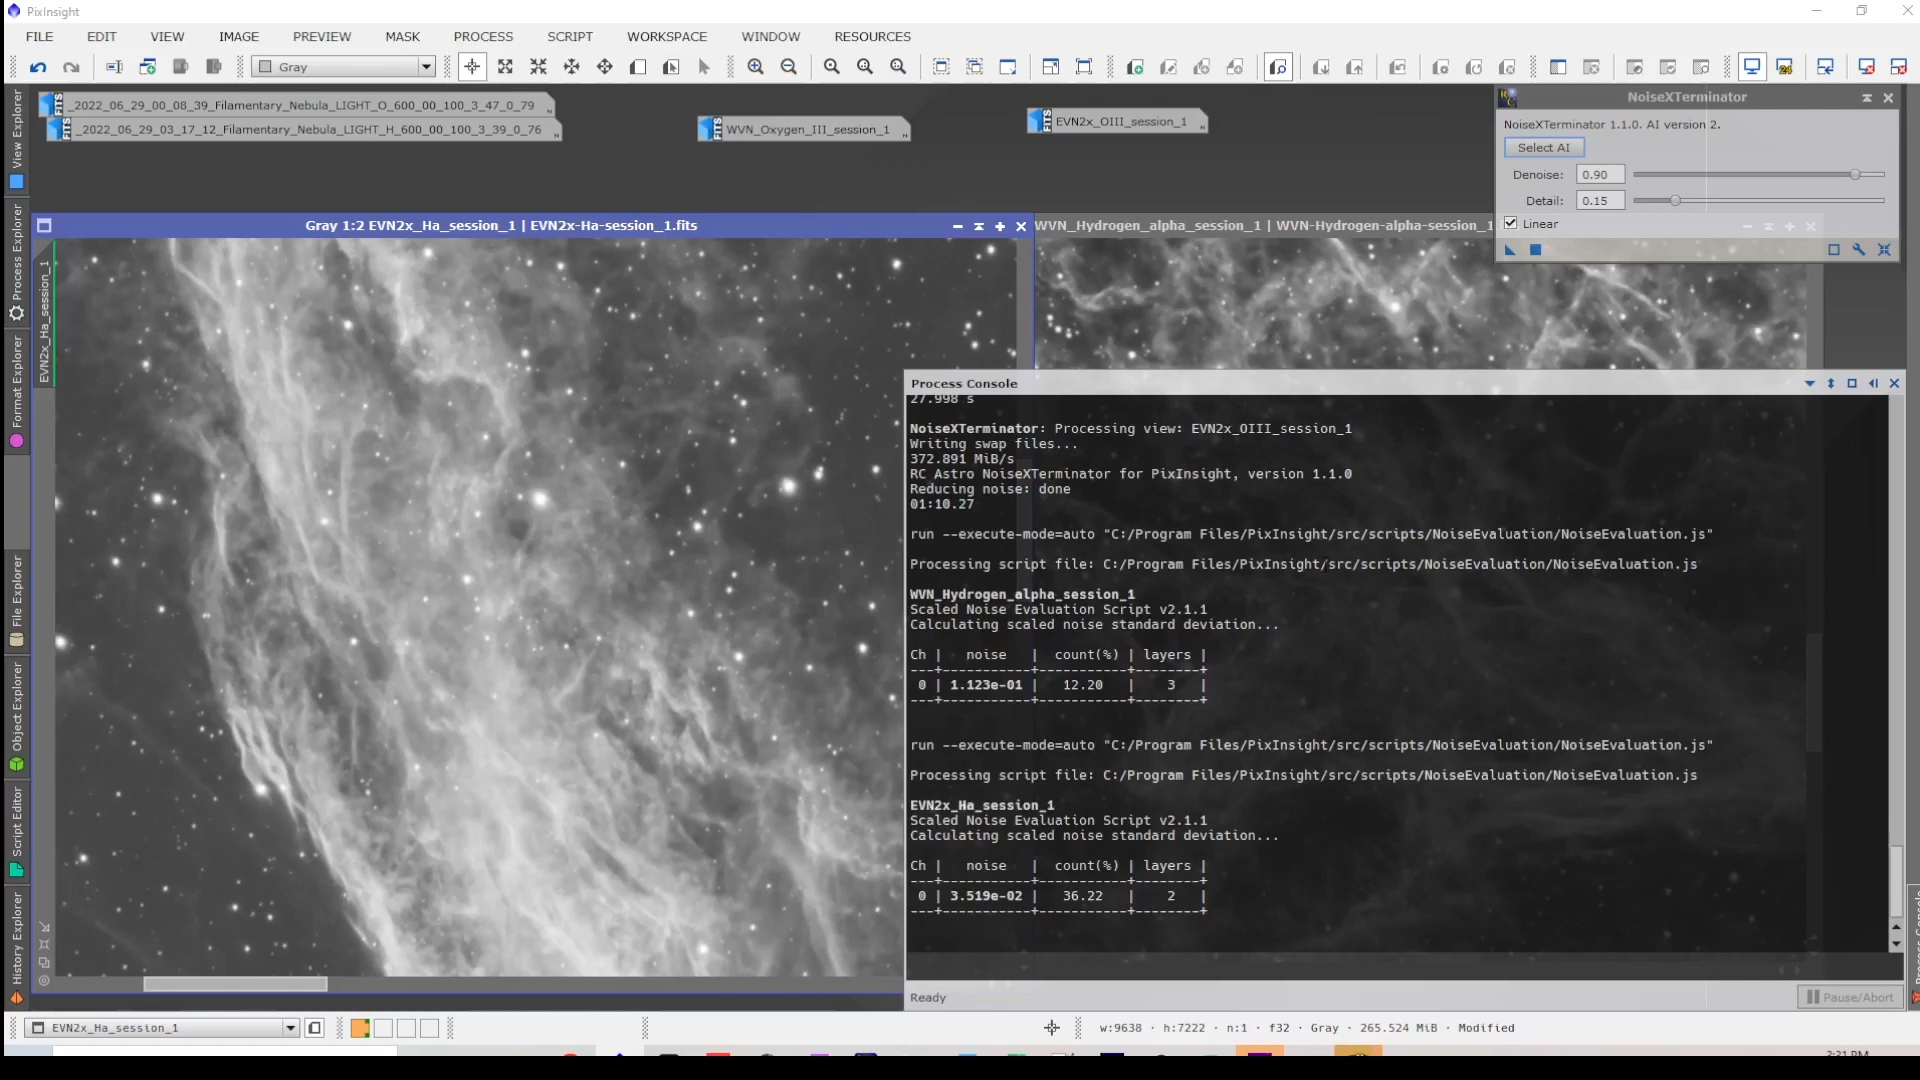 PixInsight
FILE EDIT VIEW IMAGE PREVIEW MASK PROCESS SCRIPT WORKSPACE WINDOW RESOURCES
Gray
24
FITS _2022_06_29_00_08_39_Filamentary_Nebula_LIGHT_O_600_00_100_3_47_0_79
FITS _2022_06_29_03_17_12_Filamentary_Nebula_LIGHT_H_600_00_100_3_39_0_76
FITS WVN_Oxygen_III_session_1
FITS EVN2x_OIII_session_1
NoiseXTerminator
NoiseXTerminator 1.1.0. AI version 2.
Select AI
Denoise: 0.90
Detail: 0.15
Linear
View Explorer
Process Explorer
Format Explorer
File Explorer
Object Explorer
Script Editor
History Explorer
Gray 1:2 EVN2x_Ha_session_1 | EVN2x-Ha-session_1.fits
EVN2x_Ha_session_1
WVN_Hydrogen_alpha_session_1 | WVN-Hydrogen-alpha-session_1
Process Console
27.998 s
NoiseXTerminator: Processing view: EVN2x_OIII_session_1
Writing swap files...
372.891 MiB/s
RC Astro NoiseXTerminator for PixInsight, version 1.1.0
Reducing noise: done
01:10.27
run --execute-mode=auto "C:/Program Files/PixInsight/src/scripts/NoiseEvaluation/NoiseEvaluation.js"
Processing script file: C:/Program Files/PixInsight/src/scripts/NoiseEvaluation/NoiseEvaluation.js
WVN_Hydrogen_alpha_session_1
Scaled Noise Evaluation Script v2.1.1
Calculating scaled noise standard deviation...
Ch | noise | count(%) | layers |
---+-----------+----------+--------+
0 | 1.123e-01 | 12.20 | 3 |
---+-----------+----------+--------+
run --execute-mode=auto "C:/Program Files/PixInsight/src/scripts/NoiseEvaluation/NoiseEvaluation.js"
Processing script file: C:/Program Files/PixInsight/src/scripts/NoiseEvaluation/NoiseEvaluation.js
EVN2x_Ha_session_1
Scaled Noise Evaluation Script v2.1.1
Calculating scaled noise standard deviation...
Ch | noise | count(%) | layers |
---+-----------+----------+--------+
0 | 3.519e-02 | 36.22 | 2 |
---+-----------+----------+--------+
Ready
Pause/Abort
Process Console
EVN2x_Ha_session_1
w:9638 · h:7222 · n:1 · f32 · Gray · 265.524 MiB · Modified